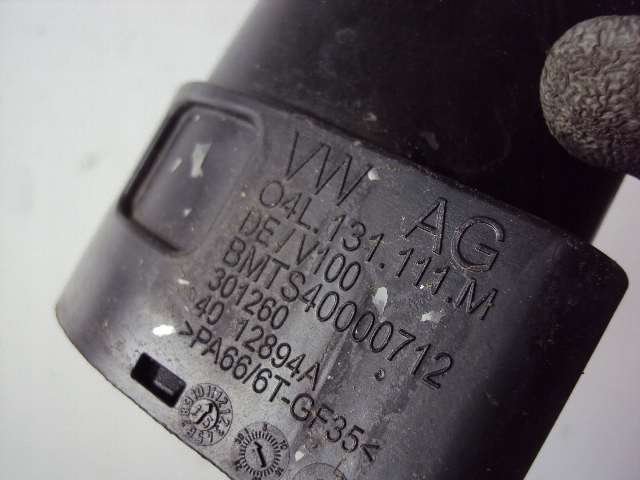 VW AG
04L.131.111.M
DE/V100
BMTS40000712
301260
40 12894A
>PA66/6T-GF35<